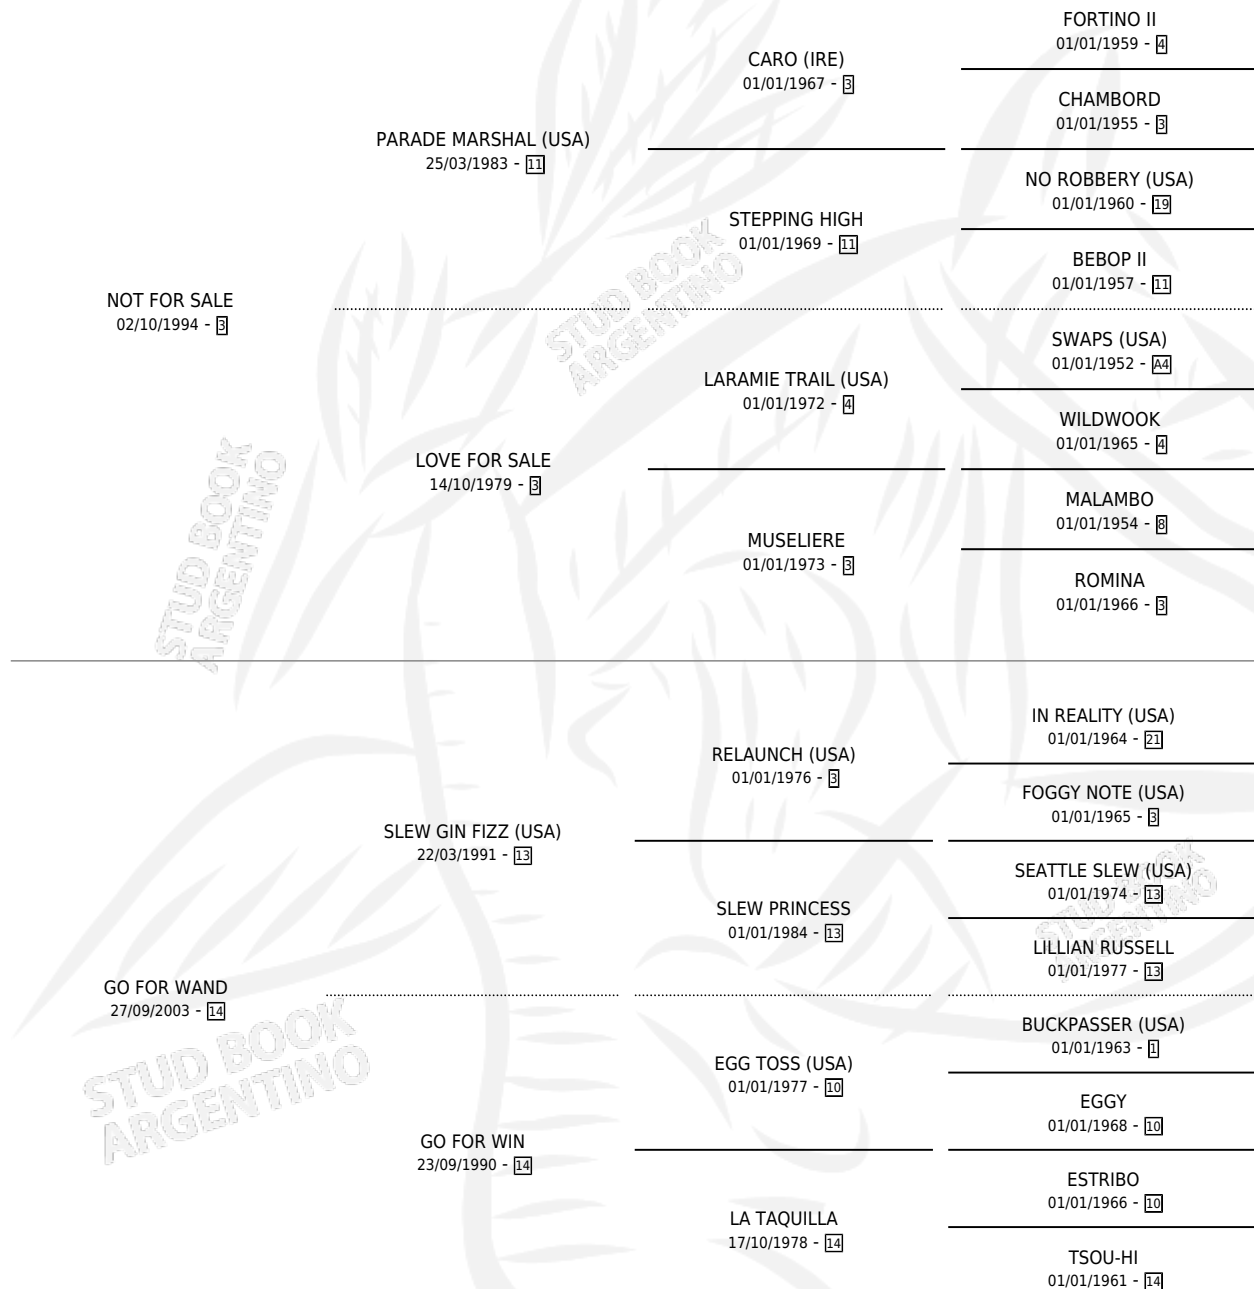 FORTINO II
01/01/1959 - 4
CARO (IRE)
01/01/1967 - 3
CHAMBORD
01/01/1955 - 3
PARADE MARSHAL (USA)
25/03/1983 - 11
NO ROBBERY (USA)
01/01/1960 - 19
STEPPING HIGH
01/01/1969 - 11
BEBOP II
01/01/1957 - 11
NOT FOR SALE
02/10/1994 - 3
STUD BOOK
ARGENTINO
SWAPS (USA)
01/01/1952 - A4
LARAMIE TRAIL (USA)
01/01/1972 - 4
WILDWOOK
01/01/1965 - 4
LOVE FOR SALE
14/10/1979 - 3
MALAMBO
01/01/1954 - 8
MUSELIERE
01/01/1973 - 3
ROMINA
01/01/1966 - 3
STUD BOOK
ARGENTINO
IN REALITY (USA)
01/01/1964 - 21
RELAUNCH (USA)
01/01/1976 - 3
FOGGY NOTE (USA)
01/01/1965 - 3
SLEW GIN FIZZ (USA)
22/03/1991 - 13
SEATTLE SLEW (USA)
01/01/1974 - 13
SLEW PRINCESS
01/01/1984 - 13
STUD BOOK
ARGENTINO
LILLIAN RUSSELL
01/01/1977 - 13
GO FOR WAND
27/09/2003 - 14
STUD BOOK
ARGENTINO
BUCKPASSER (USA)
01/01/1963 - 1
EGG TOSS (USA)
01/01/1977 - 10
EGGY
01/01/1968 - 10
GO FOR WIN
23/09/1990 - 14
ESTRIBO
01/01/1966 - 10
LA TAQUILLA
17/10/1978 - 14
TSOU-HI
01/01/1961 - 14